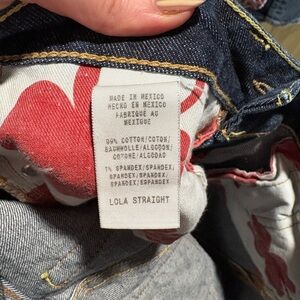 MADE IN MEXICO
HECHO EN MEXICO
FABRIQUÉ AU
MEXIQUE
99% COTTON/COTON/
BAUMWOLLE/ALGODON/
COTONE/ALGODAO
1% SPANDEX/SPANDEX,
SPANDEX/SPANDEX,
SPANDEX/SPANDEX
LOLA STRAIGHT